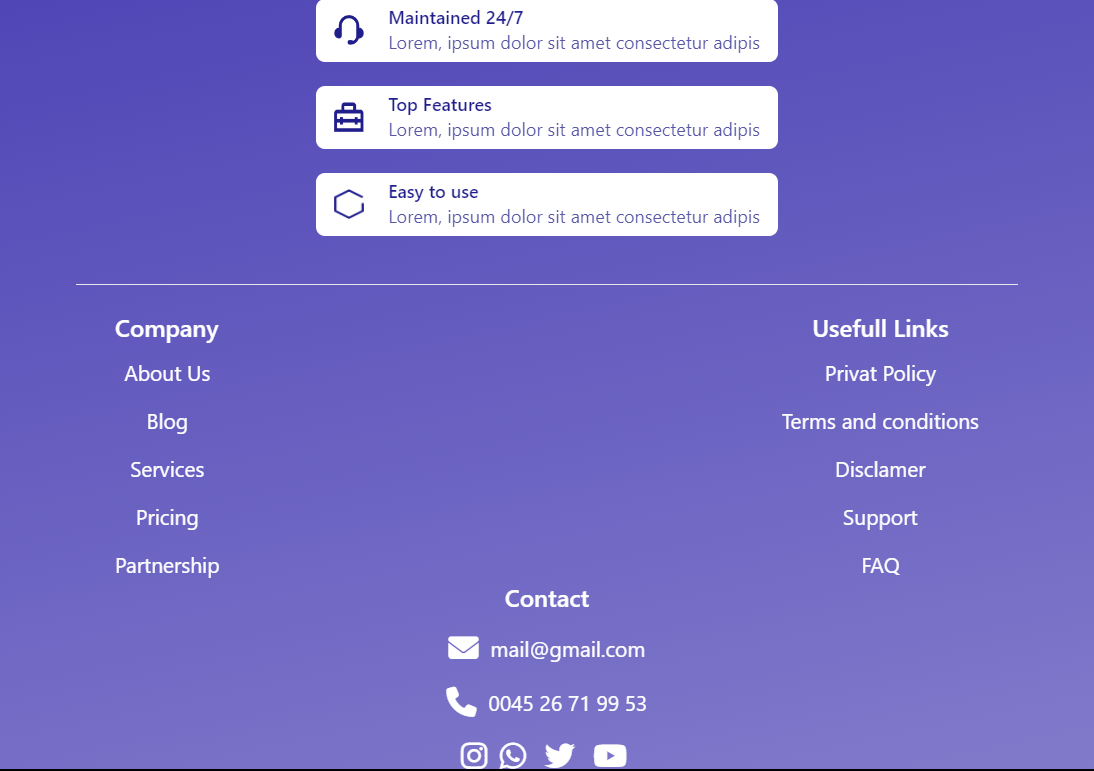 Maintained 24/7
Lorem, ipsum dolor sit amet consectetur adipis
Top Features
Lorem, ipsum dolor sit amet consectetur adipis
Easy to use
Lorem, ipsum dolor sit amet consectetur adipis
Company
About Us
Blog
Services
Pricing
Partnership
Usefull Links
Privat Policy
Terms and conditions
Disclamer
Support
FAQ
Contact
mail@gmail.com
0045 26 71 99 53